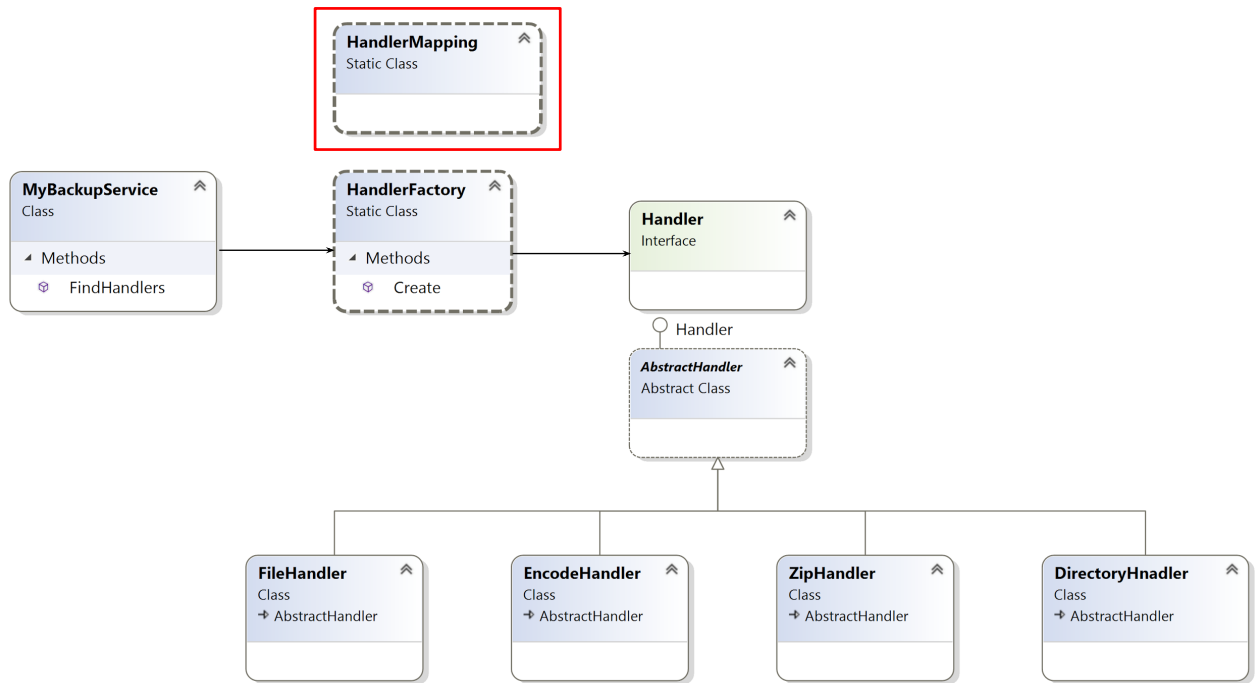 HandlerMapping
Static Class
MyBackupService
Class
Methods
FindHandlers
HandlerFactory
Static Class
Methods
Create
Handler
Interface
Handler
AbstractHandler
Abstract Class
FileHandler
Class
AbstractHandler
EncodeHandler
Class
AbstractHandler
ZipHandler
Class
AbstractHandler
DirectoryHnadler
Class
AbstractHandler